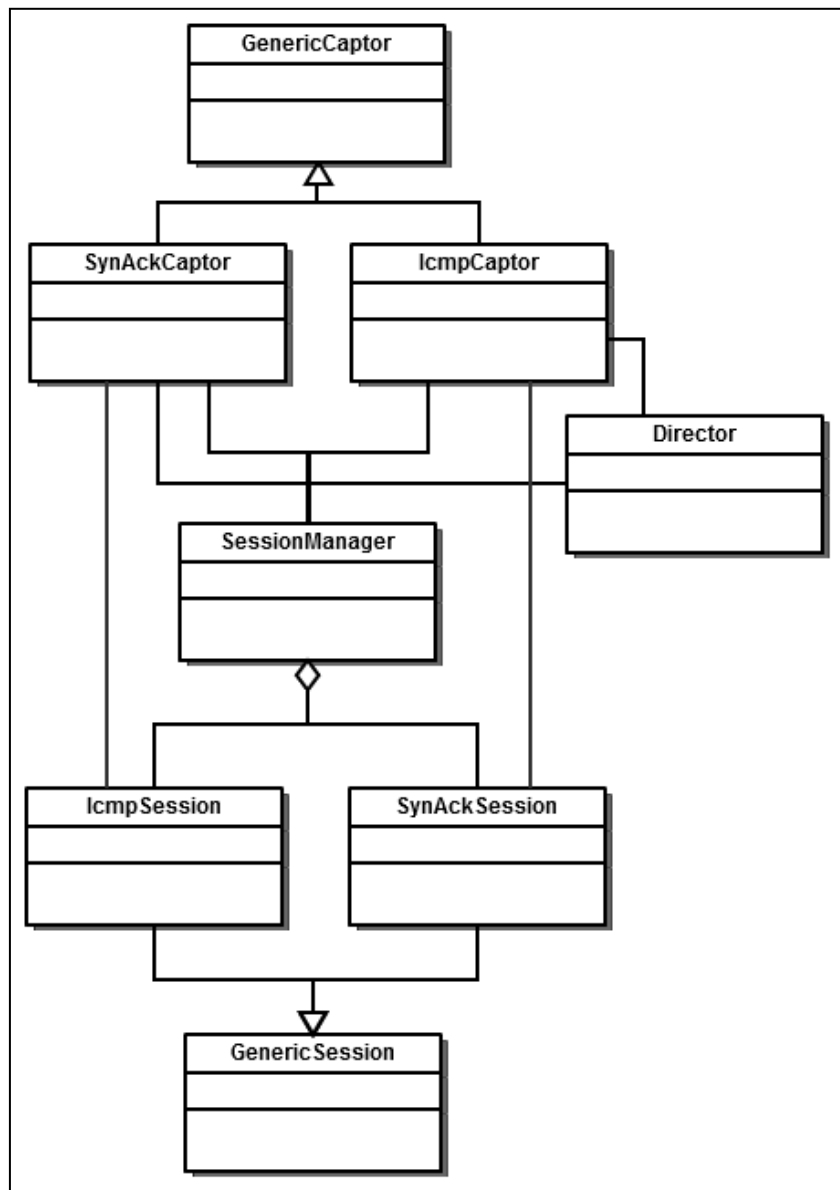 GenericCaptor
SynAckCaptor
IcmpCaptor
Director
SessionManager
IcmpSession
SynAckSession
GenericSession